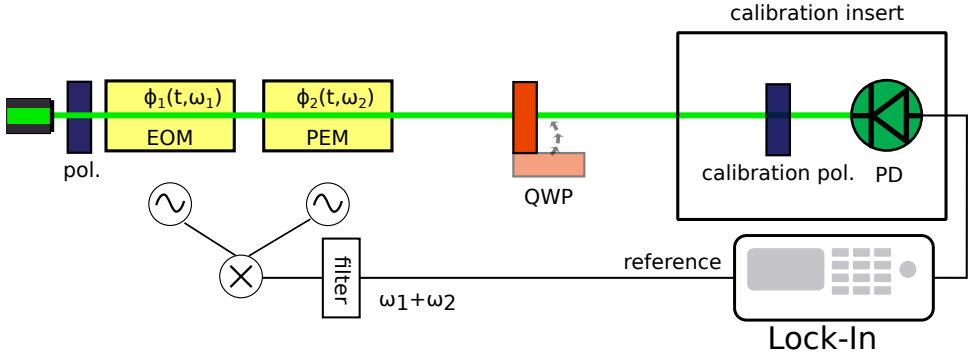 calibration insert
ϕ₁(t,ω₁)
EOM
ϕ₂(t,ω₂)
PEM
pol.
QWP
calibration pol.
PD
filter
ω₁+ω₂
reference
Lock-In